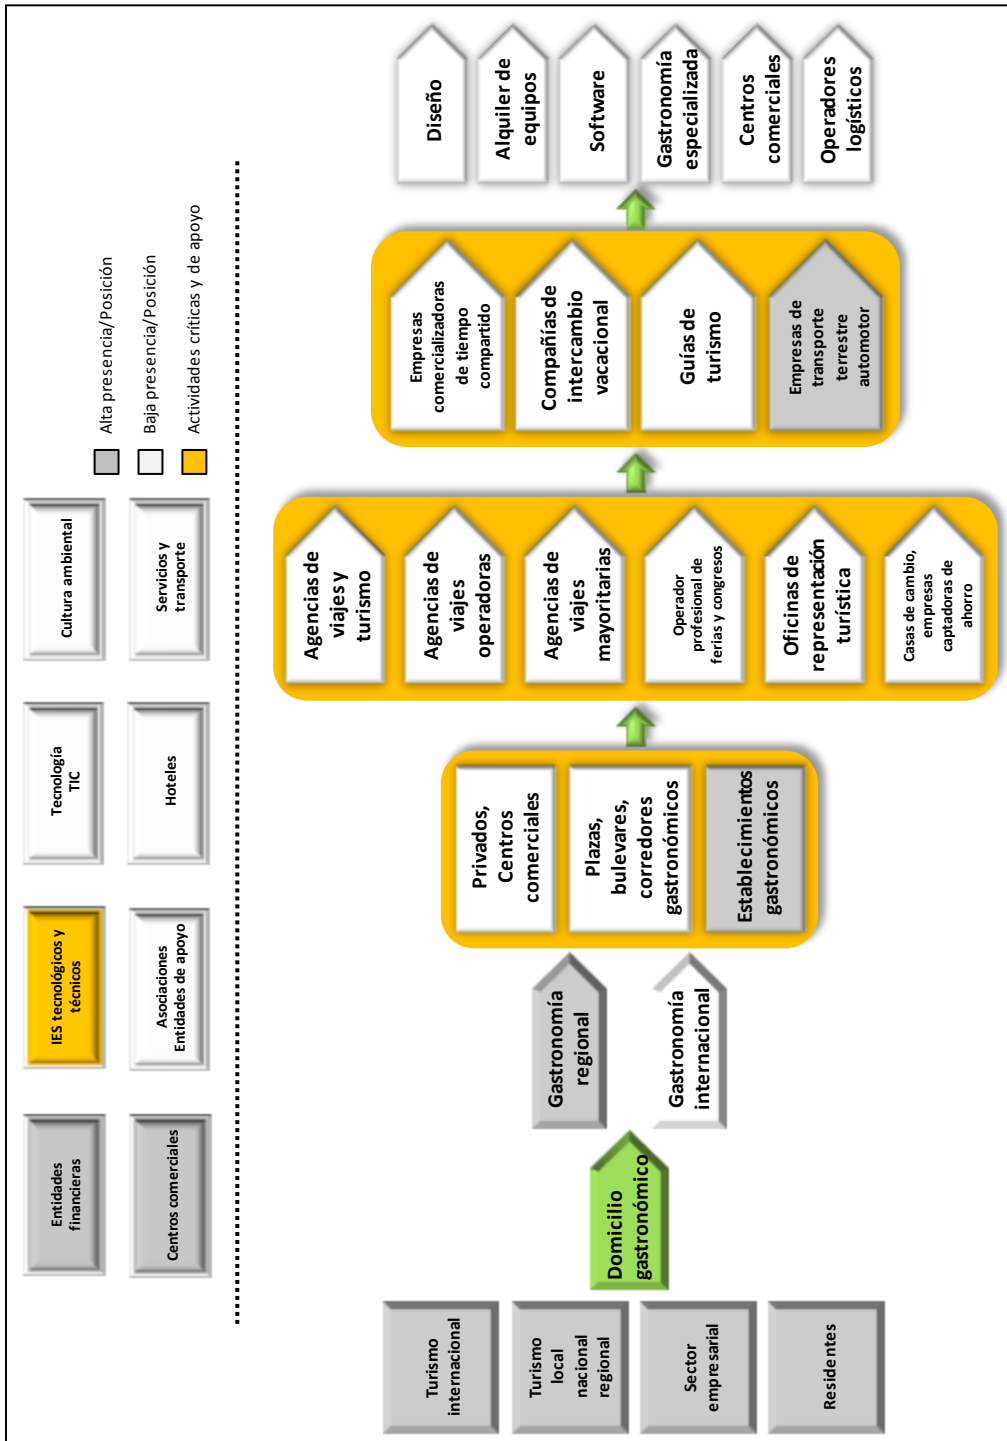 Entidades
financieras
IES tecnológicos y
técnicos
Tecnología
TIC
Cultura ambiental
Centros comerciales
Asociaciones
Entidades de apoyo
Hoteles
Servicios y
transporte
Alta presencia/Posición
Baja presencia/Posición
Actividades críticas y de apoyo
Turismo
internacional
Turismo
local
nacional
regional
Sector
empresarial
Residentes
Domicilio
gastronómico
Gastronomía
regional
Gastronomía
internacional
Privados,
Centros
comerciales
Plazas,
bulevares,
corredores
gastronómicos
Establecimientos
gastronómicos
Agencias de
viajes y
turismo
Agencias de
viajes
operadoras
Agencias de
viajes
mayoritarias
Operador
profesional de
ferias y congresos
Oficinas de
representación
turística
Casas de cambio,
empresas
captadoras de
ahorro
Empresas
comercializadoras
de tiempo
compartido
Compañías de
intercambio
vacacional
Guías de
turismo
Empresas de
transporte
terrestre
automotor
Diseño
Alquiler de
equipos
Software
Gastronomía
especializada
Centros
comerciales
Operadores
logísticos